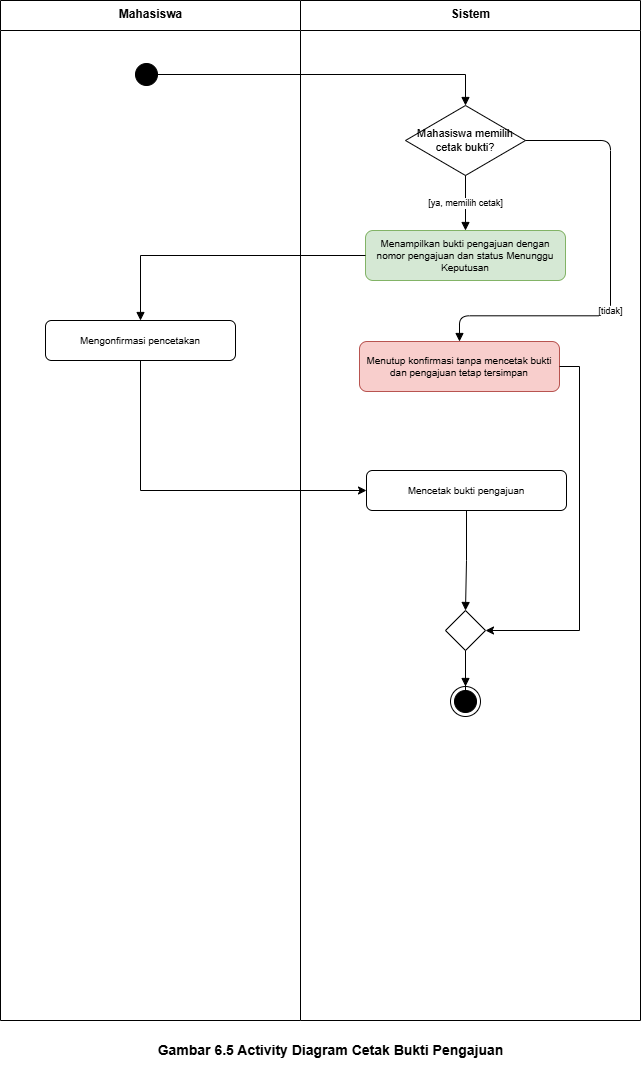 Mahasiswa
Sistem
Mahasiswa memilih
cetak bukti?
[ya, memilih cetak]
Menampilkan bukti pengajuan dengan
nomor pengajuan dan status Menunggu
Keputusan
[tidak]
Mengonfirmasi pencetakan
Menutup konfirmasi tanpa mencetak bukti
dan pengajuan tetap tersimpan
Mencetak bukti pengajuan
Gambar 6.5 Activity Diagram Cetak Bukti Pengajuan